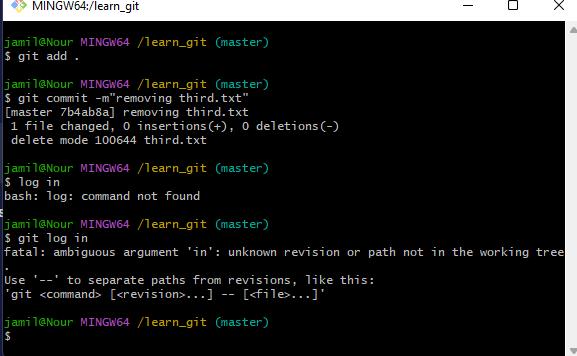 MINGW64:/learn_git
jamil@Nour MINGW64 /learn_git (master)
$ git add .
jamil@Nour MINGW64 /learn_git (master)
$ git commit -m"removing third.txt"
[master 7b4ab8a] removing third.txt
 1 file changed, 0 insertions(+), 0 deletions(-)
 delete mode 100644 third.txt
jamil@Nour MINGW64 /learn_git (master)
$ log in
bash: log: command not found
jamil@Nour MINGW64 /learn_git (master)
$ git log in
fatal: ambiguous argument 'in': unknown revision or path not in the working tree
.
Use '--' to separate paths from revisions, like this:
'git <command> [<revision>...] -- [<file>...]'
jamil@Nour MINGW64 /learn_git (master)
$